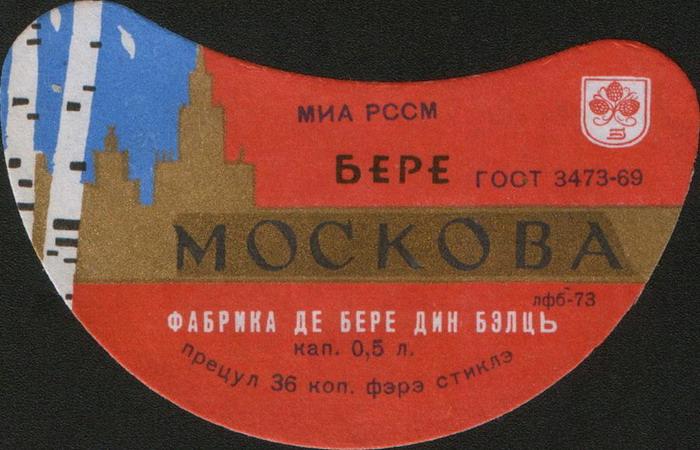 МИА РССМ
БЕРЕ ГОСТ 3473-69
МОСКОВА
лфб-73
ФАБРИКА ДЕ БЕРЕ ДИН БЭЛЦЬ
кап. 0,5 л.
прецул 36 коп. фэрэ стиклэ